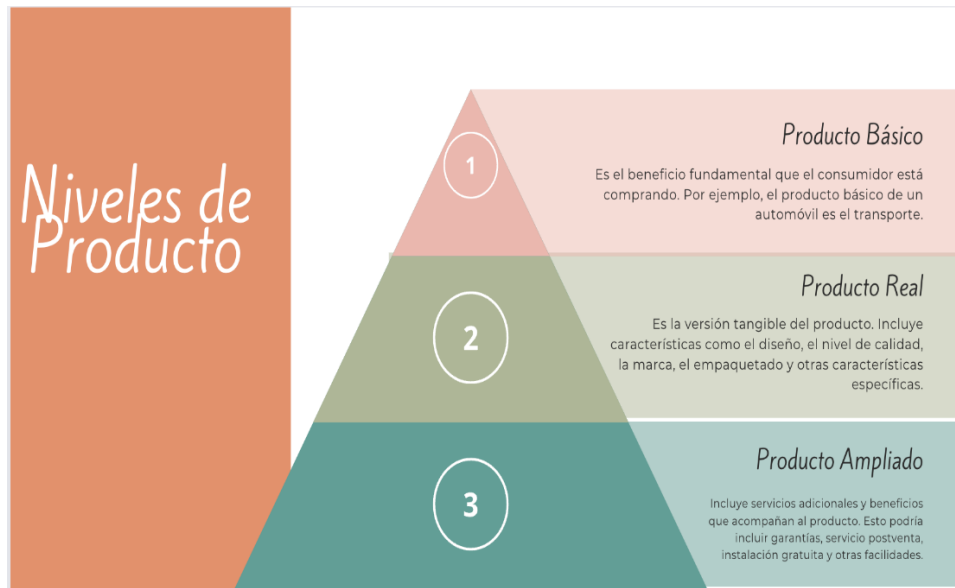 Niveles de
Producto
1
Producto Básico
Es el beneficio fundamental que el consumidor está
comprando. Por ejemplo, el producto básico de un
automóvil es el transporte.
2
Producto Real
Es la versión tangible del producto. Incluye
características como el diseño, el nivel de calidad,
la marca, el empaquetado y otras características
específicas.
3
Producto Ampliado
Incluye servicios adicionales y beneficios
que acompañan al producto. Esto podría
incluir garantías, servicio postventa,
instalación gratuita y otras facilidades.